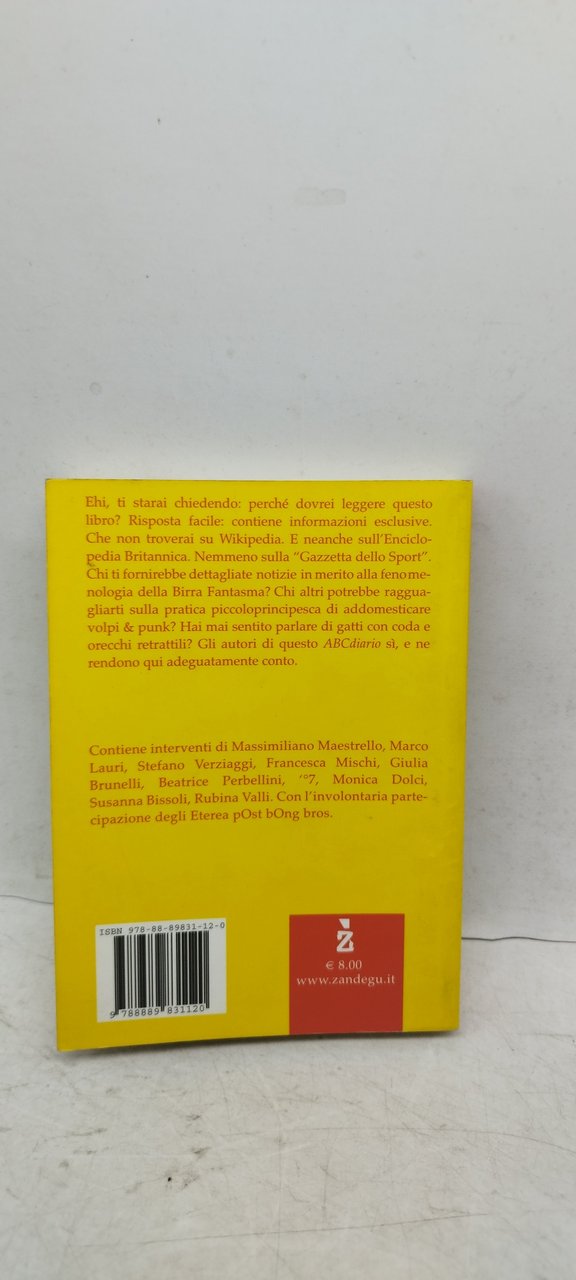 Ehi, ti starai chiedendo: perché dovrei leggere questo
libro? Risposta facile: contiene informazioni esclusive.
Che non troverai su Wikipedia. E neanche sull'Enciclo-
pedia Britannica. Nemmeno sulla "Gazzetta dello Sport".
Chi ti fornirebbe dettagliate notizie in merito alla fenome-
nologia della Birra Fantasma? Chi altri potrebbe raggua-
gliarti sulla pratica piccoloprincipesca di addomesticare
volpi & punk? Hai mai sentito parlare di gatti con coda e
orecchi retrattili? Gli autori di questo ABCdiario sì, e ne
rendono qui adeguatamente conto.
Contiene interventi di Massimiliano Maestrello, Marco
Lauri, Stefano Verziaggi, Francesca Mischi, Giulia
Brunelli, Beatrice Perbellini, '°7, Monica Dolci,
Susanna Bissoli, Rubina Valli. Con l'involontaria parte-
cipazione degli Eterea pOst bOng bros.
ISBN 978-88-89831-12-0
9 788889 831120
Z
€ 8.00
www.zandegu.it